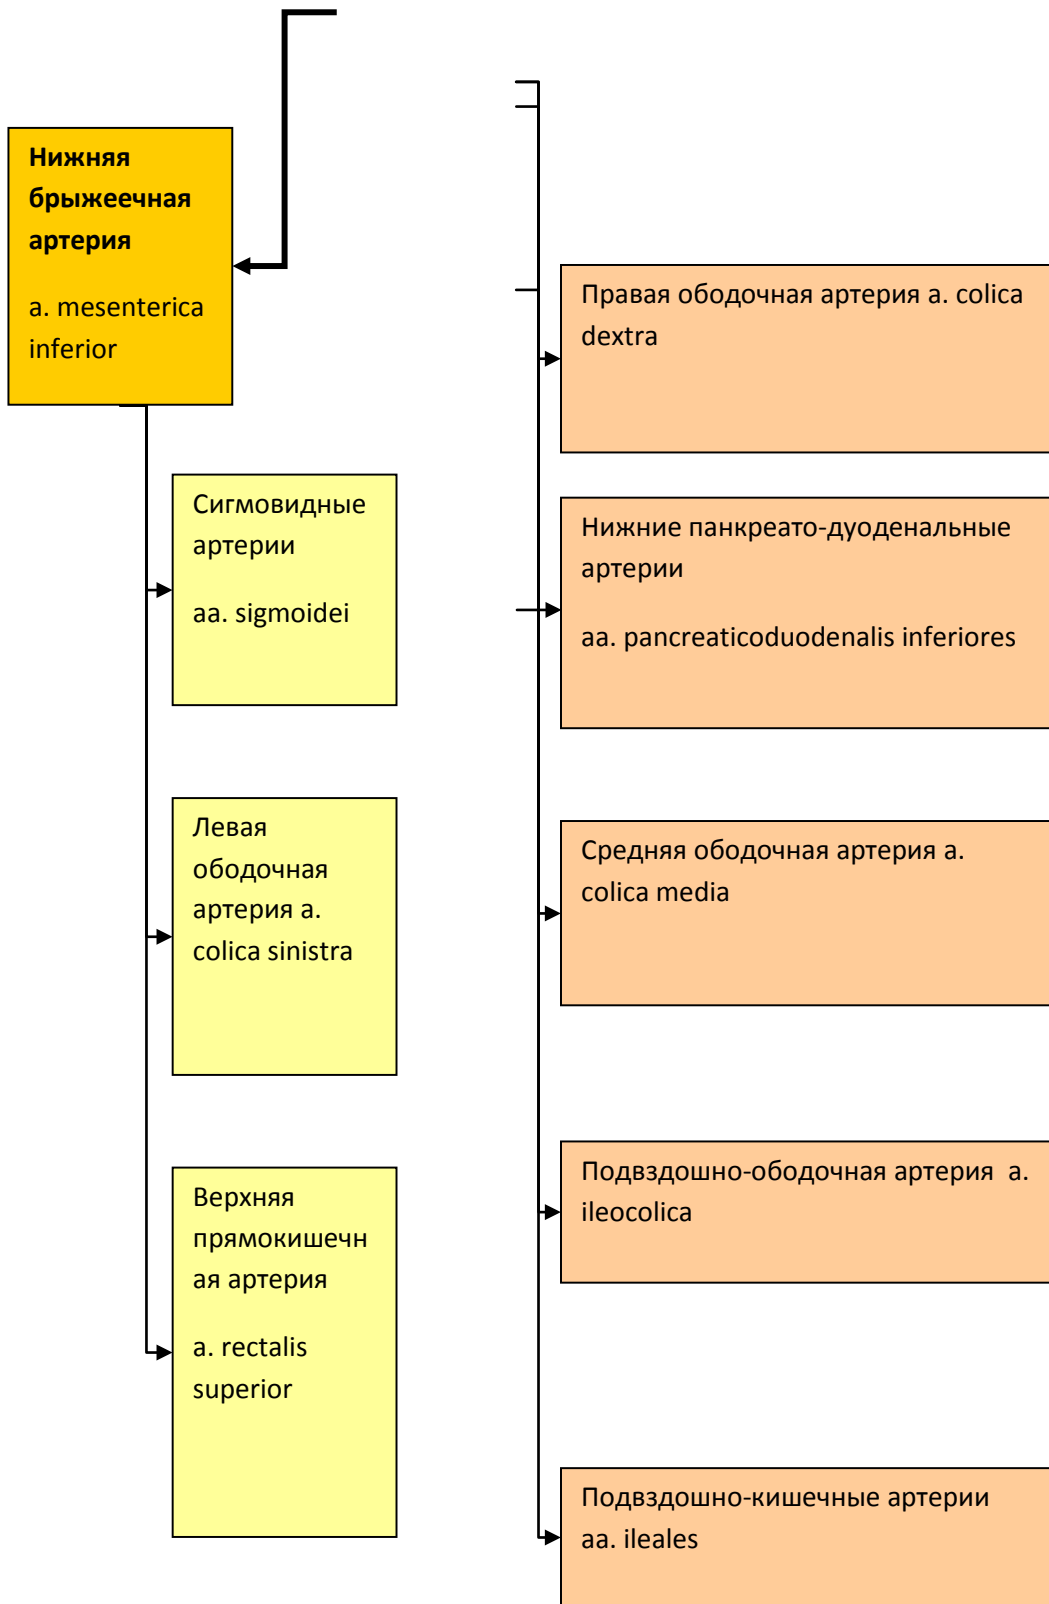 Нижняя
брыжеечная
артерия
a. mesenterica
inferior
Сигмовидные
артерии
aa. sigmoidei
Левая
ободочная
артерия a.
colica sinistra
Верхняя
прямокишечн
ая артерия
a. rectalis
superior
Правая ободочная артерия a. colica
dextra
Нижние панкреато-дуоденальные
артерии
aa. pancreaticoduodenalis inferiores
Средняя ободочная артерия a.
colica media
Подвздошно-ободочная артерия a.
ileocolica
Подвздошно-кишечные артерии
aa. ileales